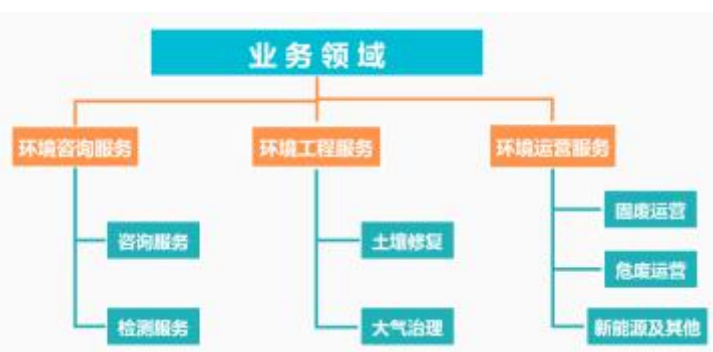 业务领域
环境咨询服务
环境工程服务
环境运营服务
咨询服务
检测服务
土壤修复
大气治理
固废运营
危废运营
新能源及其他